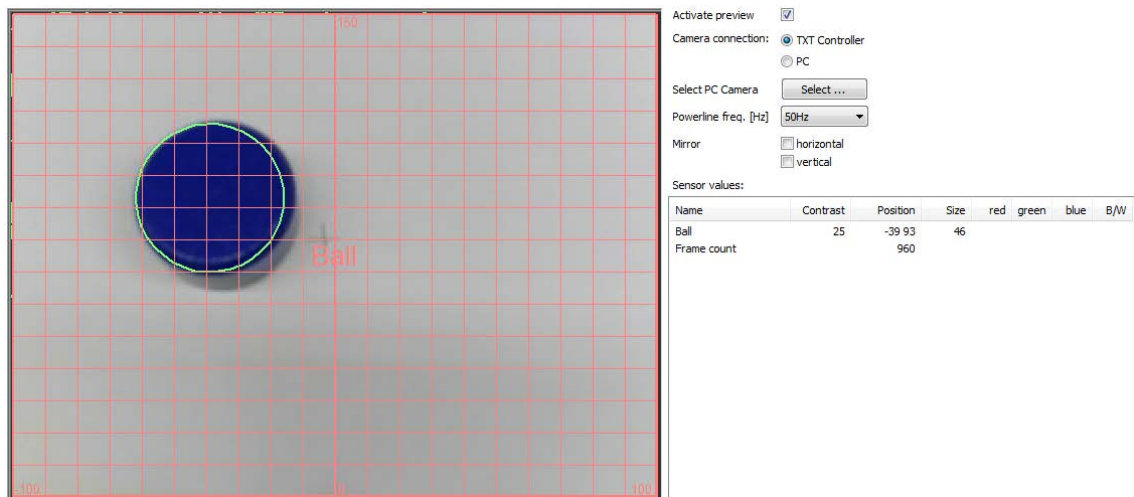 150
Ball
-100
0
100
Activate preview
Camera connection: TXT Controller
PC
Select PC Camera Select ...
Powerline freq. [Hz] 50Hz
Mirror horizontal
vertical
Sensor values:
Name Contrast Position Size red green blue B/W
Ball 25 -39 93 46
Frame count 960